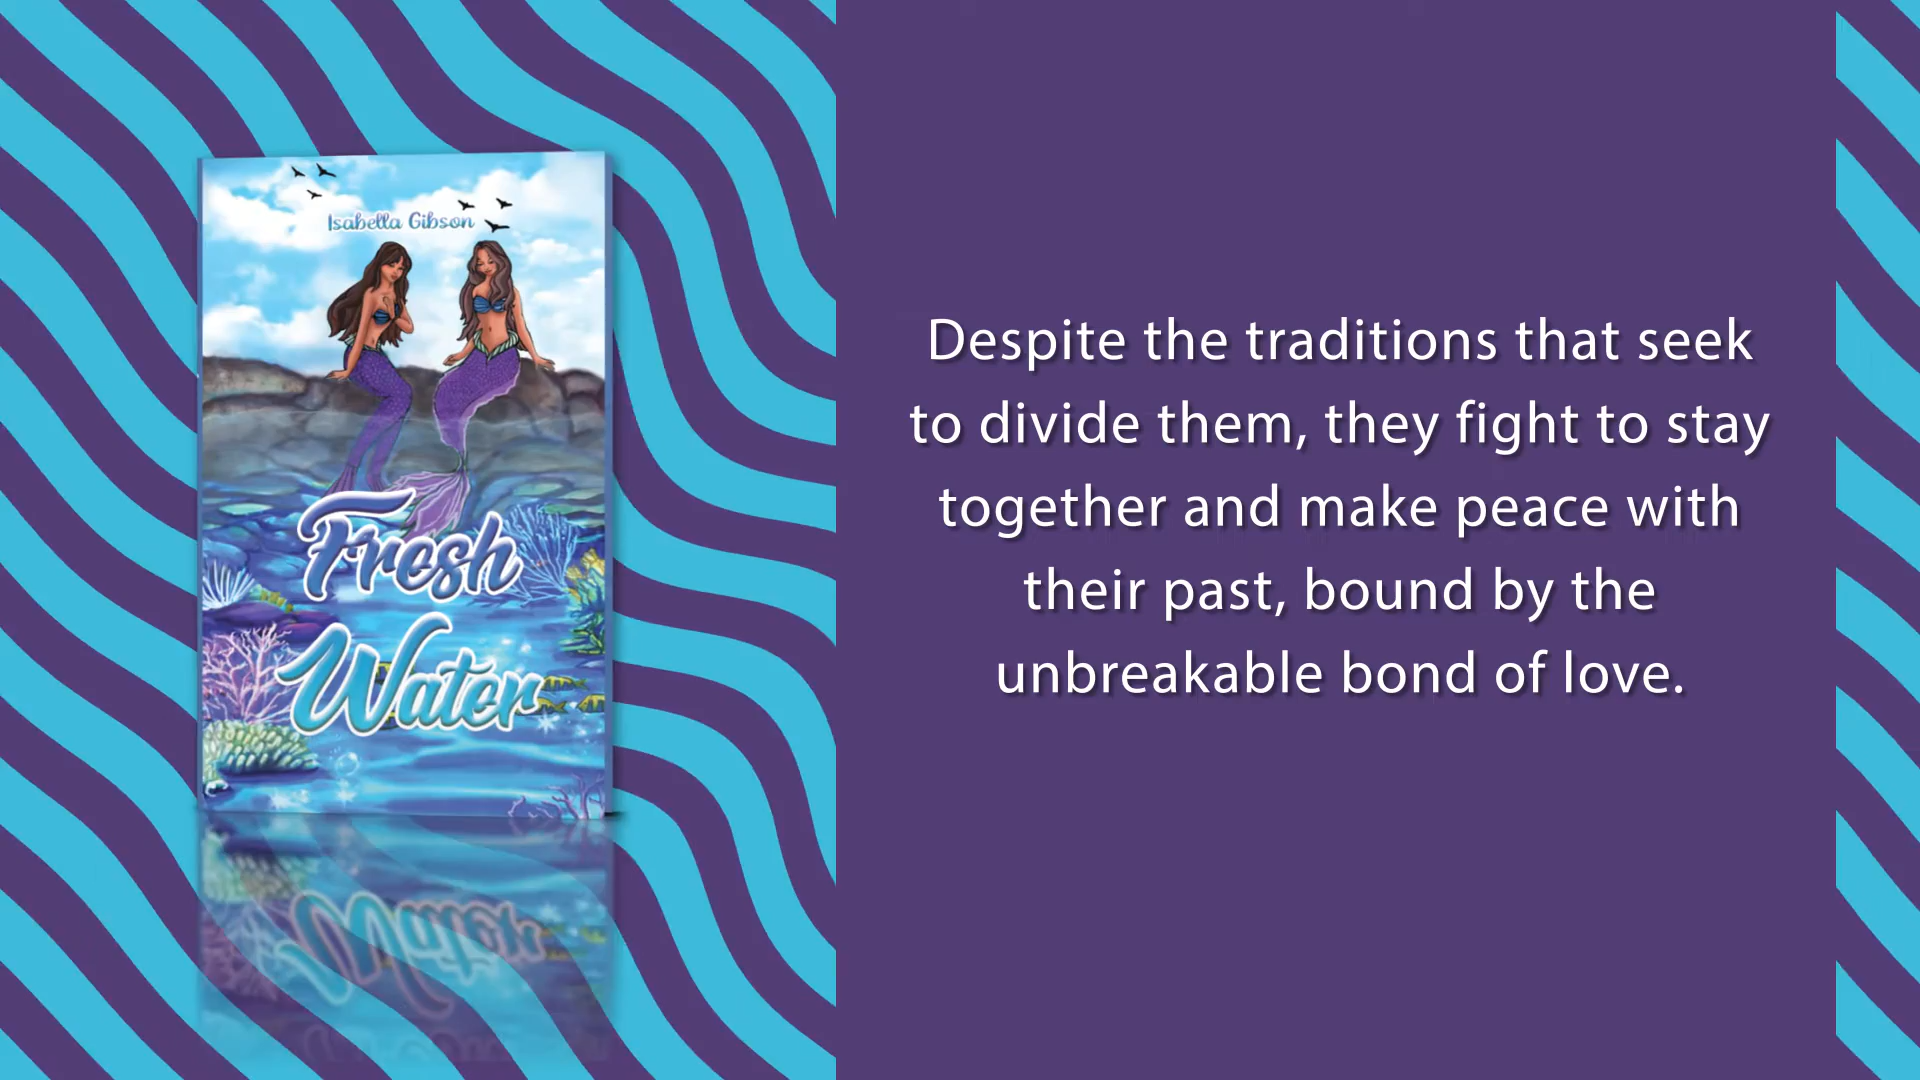 Isabella Gibson
Fresh
Water
Despite the traditions that seek
to divide them, they fight to stay
together and make peace with
their past, bound by the
unbreakable bond of love.